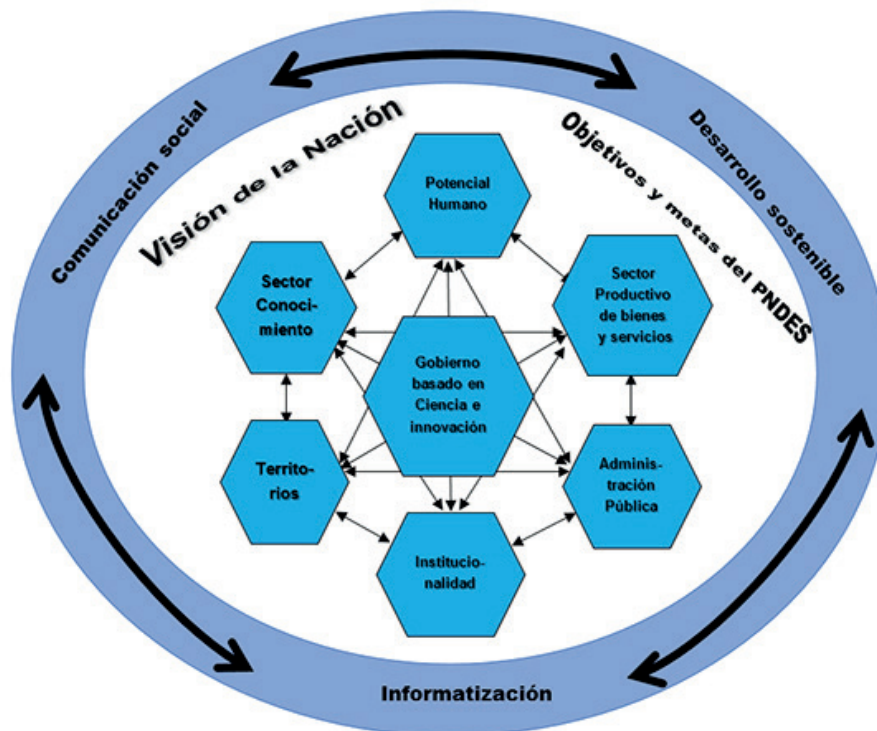 Comunicación social
Desarrollo sostenible
Visión de la Nación
Objetivos y metas del PNDES
Potencial
Humano
Sector
Conoci-
miento
Sector
Productivo
de bienes
y servicios
Gobierno
basado en
Ciencia e
innovación
Territo-
rios
Adminis-
tración
Pública
Institucio-
nalidad
Informatización